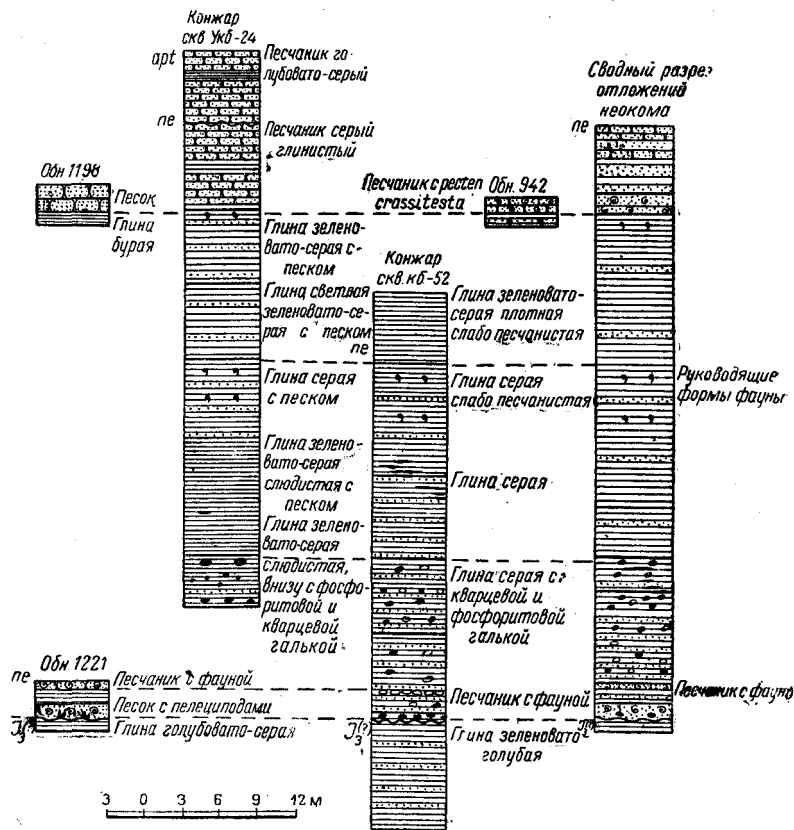 Конжар
скв Укб-24
apt
Песчаник го-
лубовато-серый
пе
Песчаник серый
глинистый
Сводный разрез
отложений
неокома
пе
Обн 1198
Песок
Глина
бурая
Песчаник с pecten
crassitesta
Обн. 942
Глина зелено-
вато-серая с
песком
Глина светлая
зеленовато-се-
рая с песком
Конжар
скв. кб-52
пе
Глина зеленовато-
серая плотная
слабо песчанистая
Глина серая
с песком
Глина серая
слабо песчанистая
Руководящие
формы фауны
Глина зелено-
вато-серая
слюдистая с
песком
Глина серая
Глина зелено-
вато-серая
слюдистая,
внизу с фосфо-
ритовой и
кварцевой
галькой
Глина серая с
кварцевой и
фосфоритовой
галькой
Обн 1221
пе
Песчаник с фауной
Песок с пелециподами
J₃(?)
Глина голубовато-серая
J₃(?)
Песчаник с фауной
Глина зеленовато
голубая
Песчаник с фауно
3 0 3 6 9 12 м